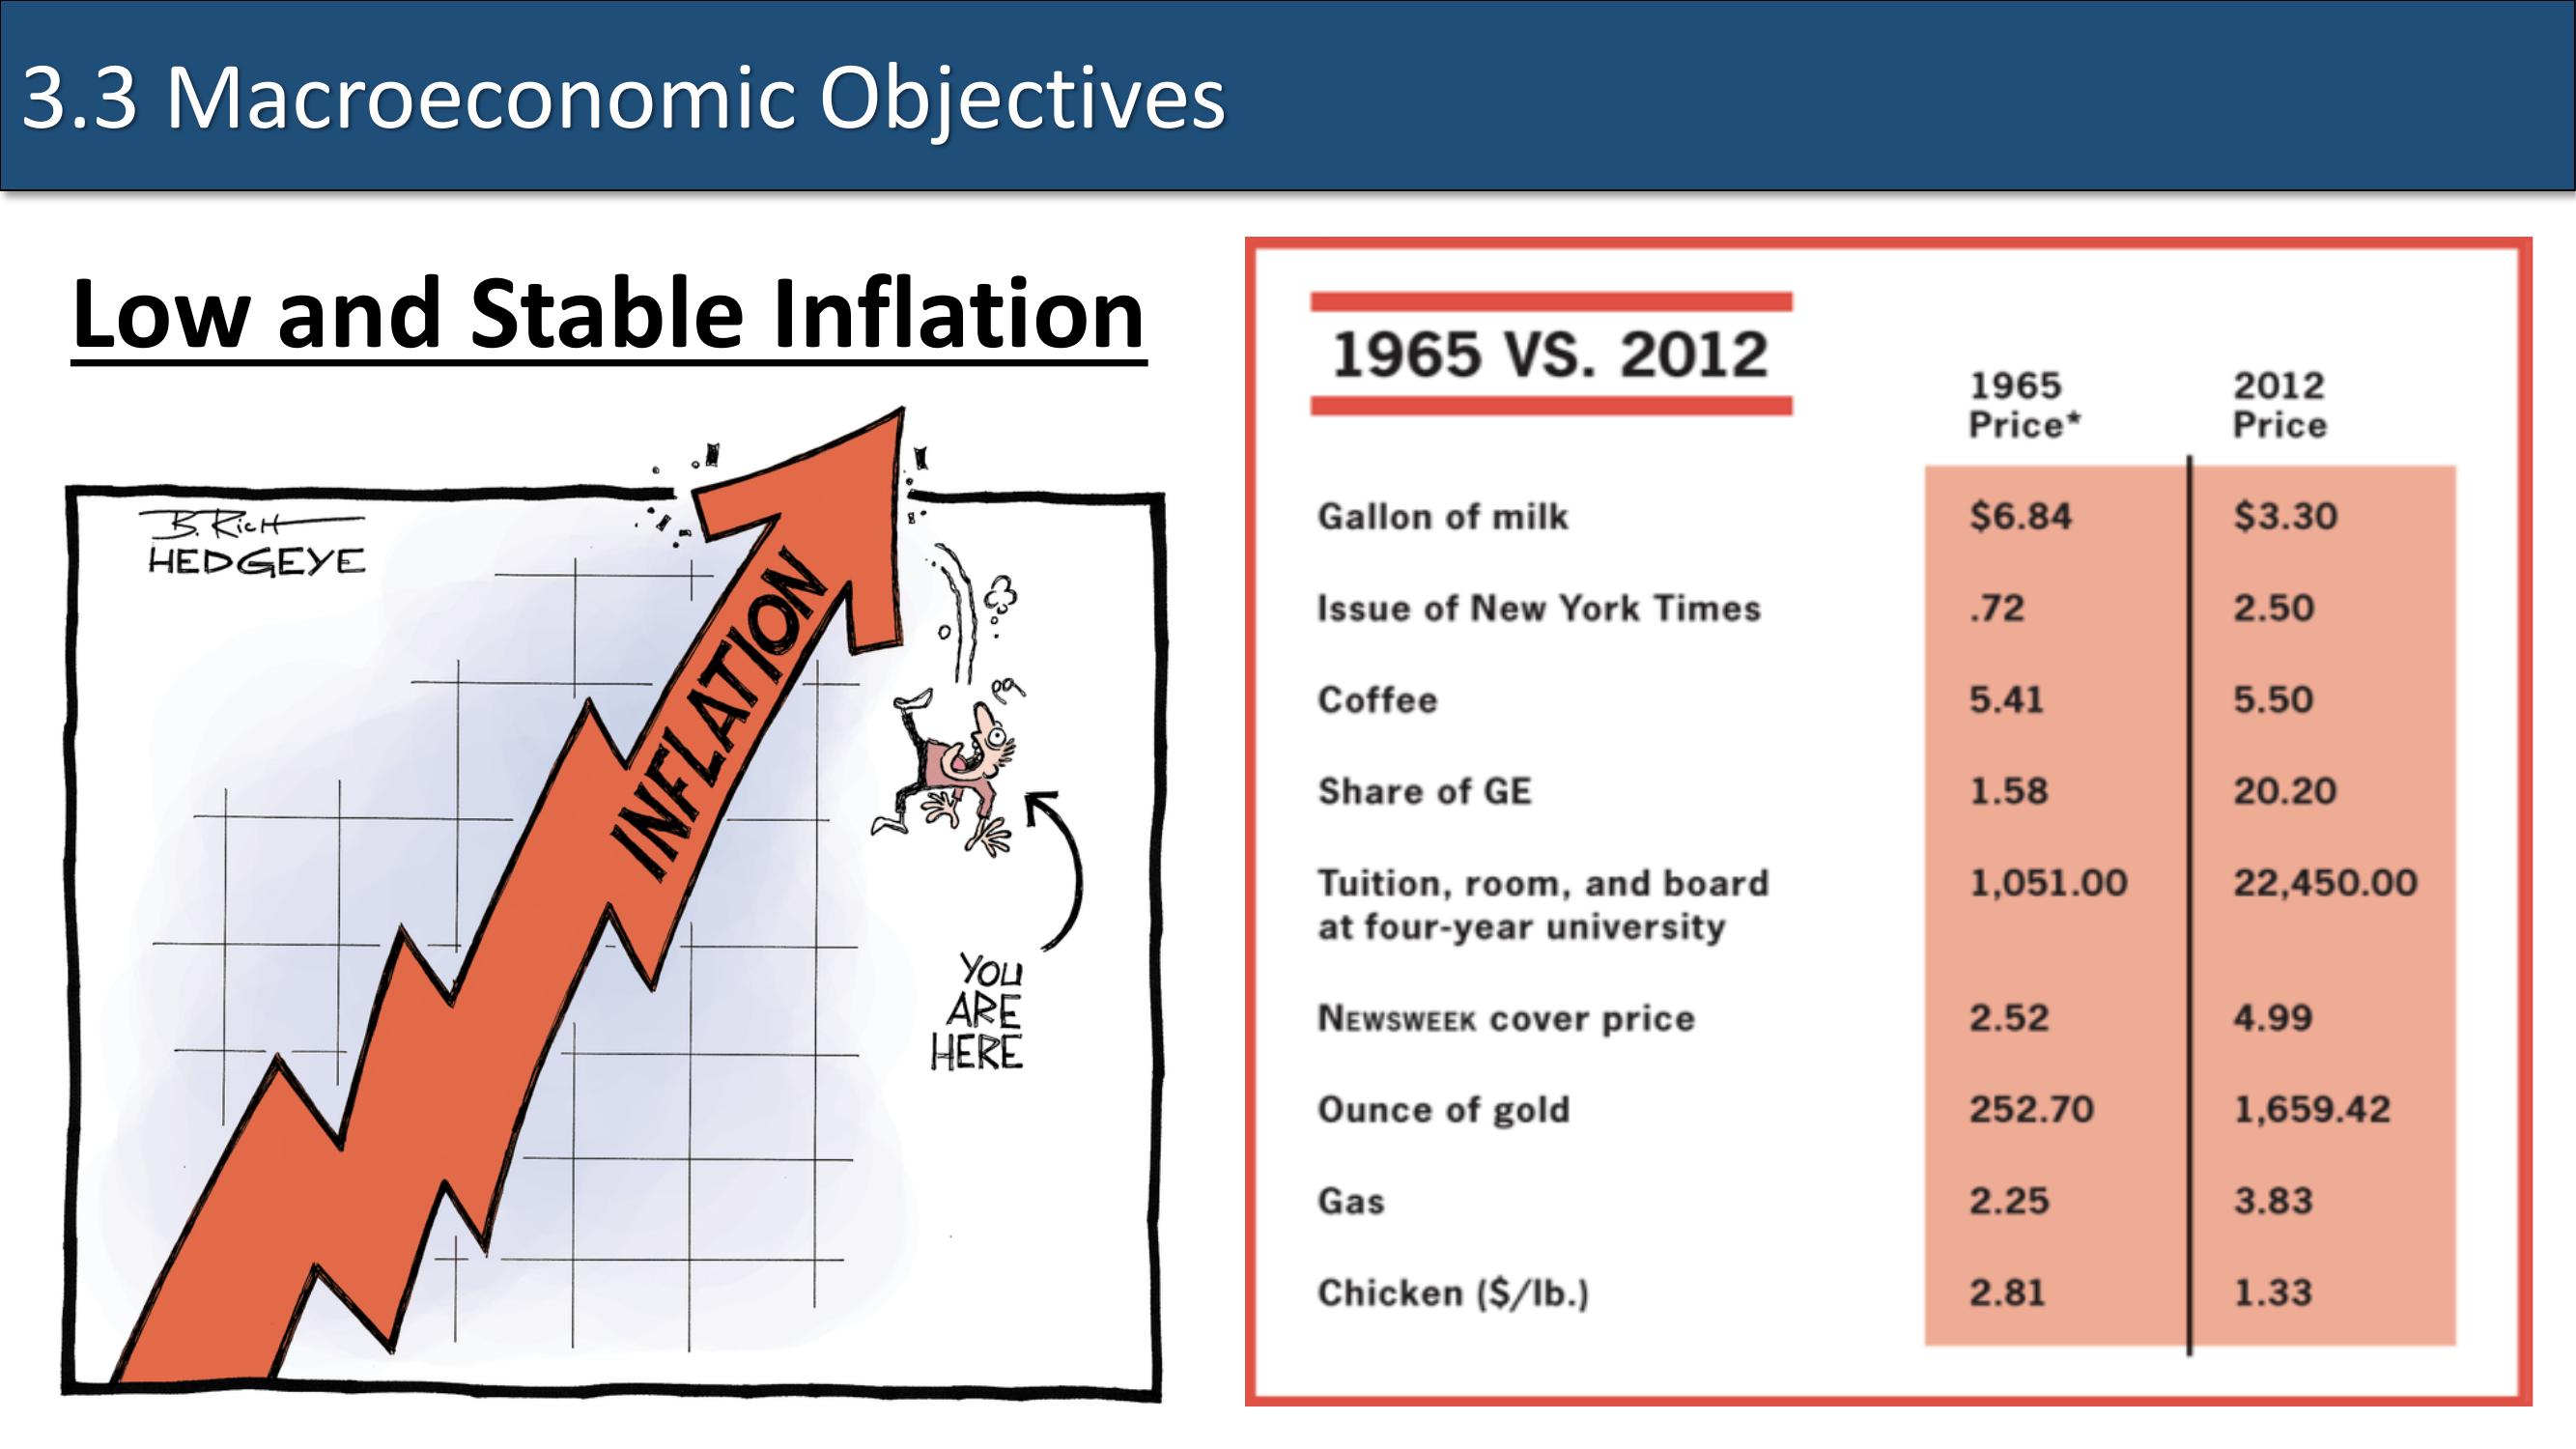 3.3 Macroeconomic Objectives
Low and Stable Inflation
B. Rich
HEDGEYE
INFLATION
YOU
ARE
HERE
1965 VS. 2012
1965 Price*
2012 Price
Gallon of milk $6.84 $3.30
Issue of New York Times .72 2.50
Coffee 5.41 5.50
Share of GE 1.58 20.20
Tuition, room, and board 1,051.00 22,450.00
at four-year university
NEWSWEEK cover price 2.52 4.99
Ounce of gold 252.70 1,659.42
Gas 2.25 3.83
Chicken ($/lb.) 2.81 1.33